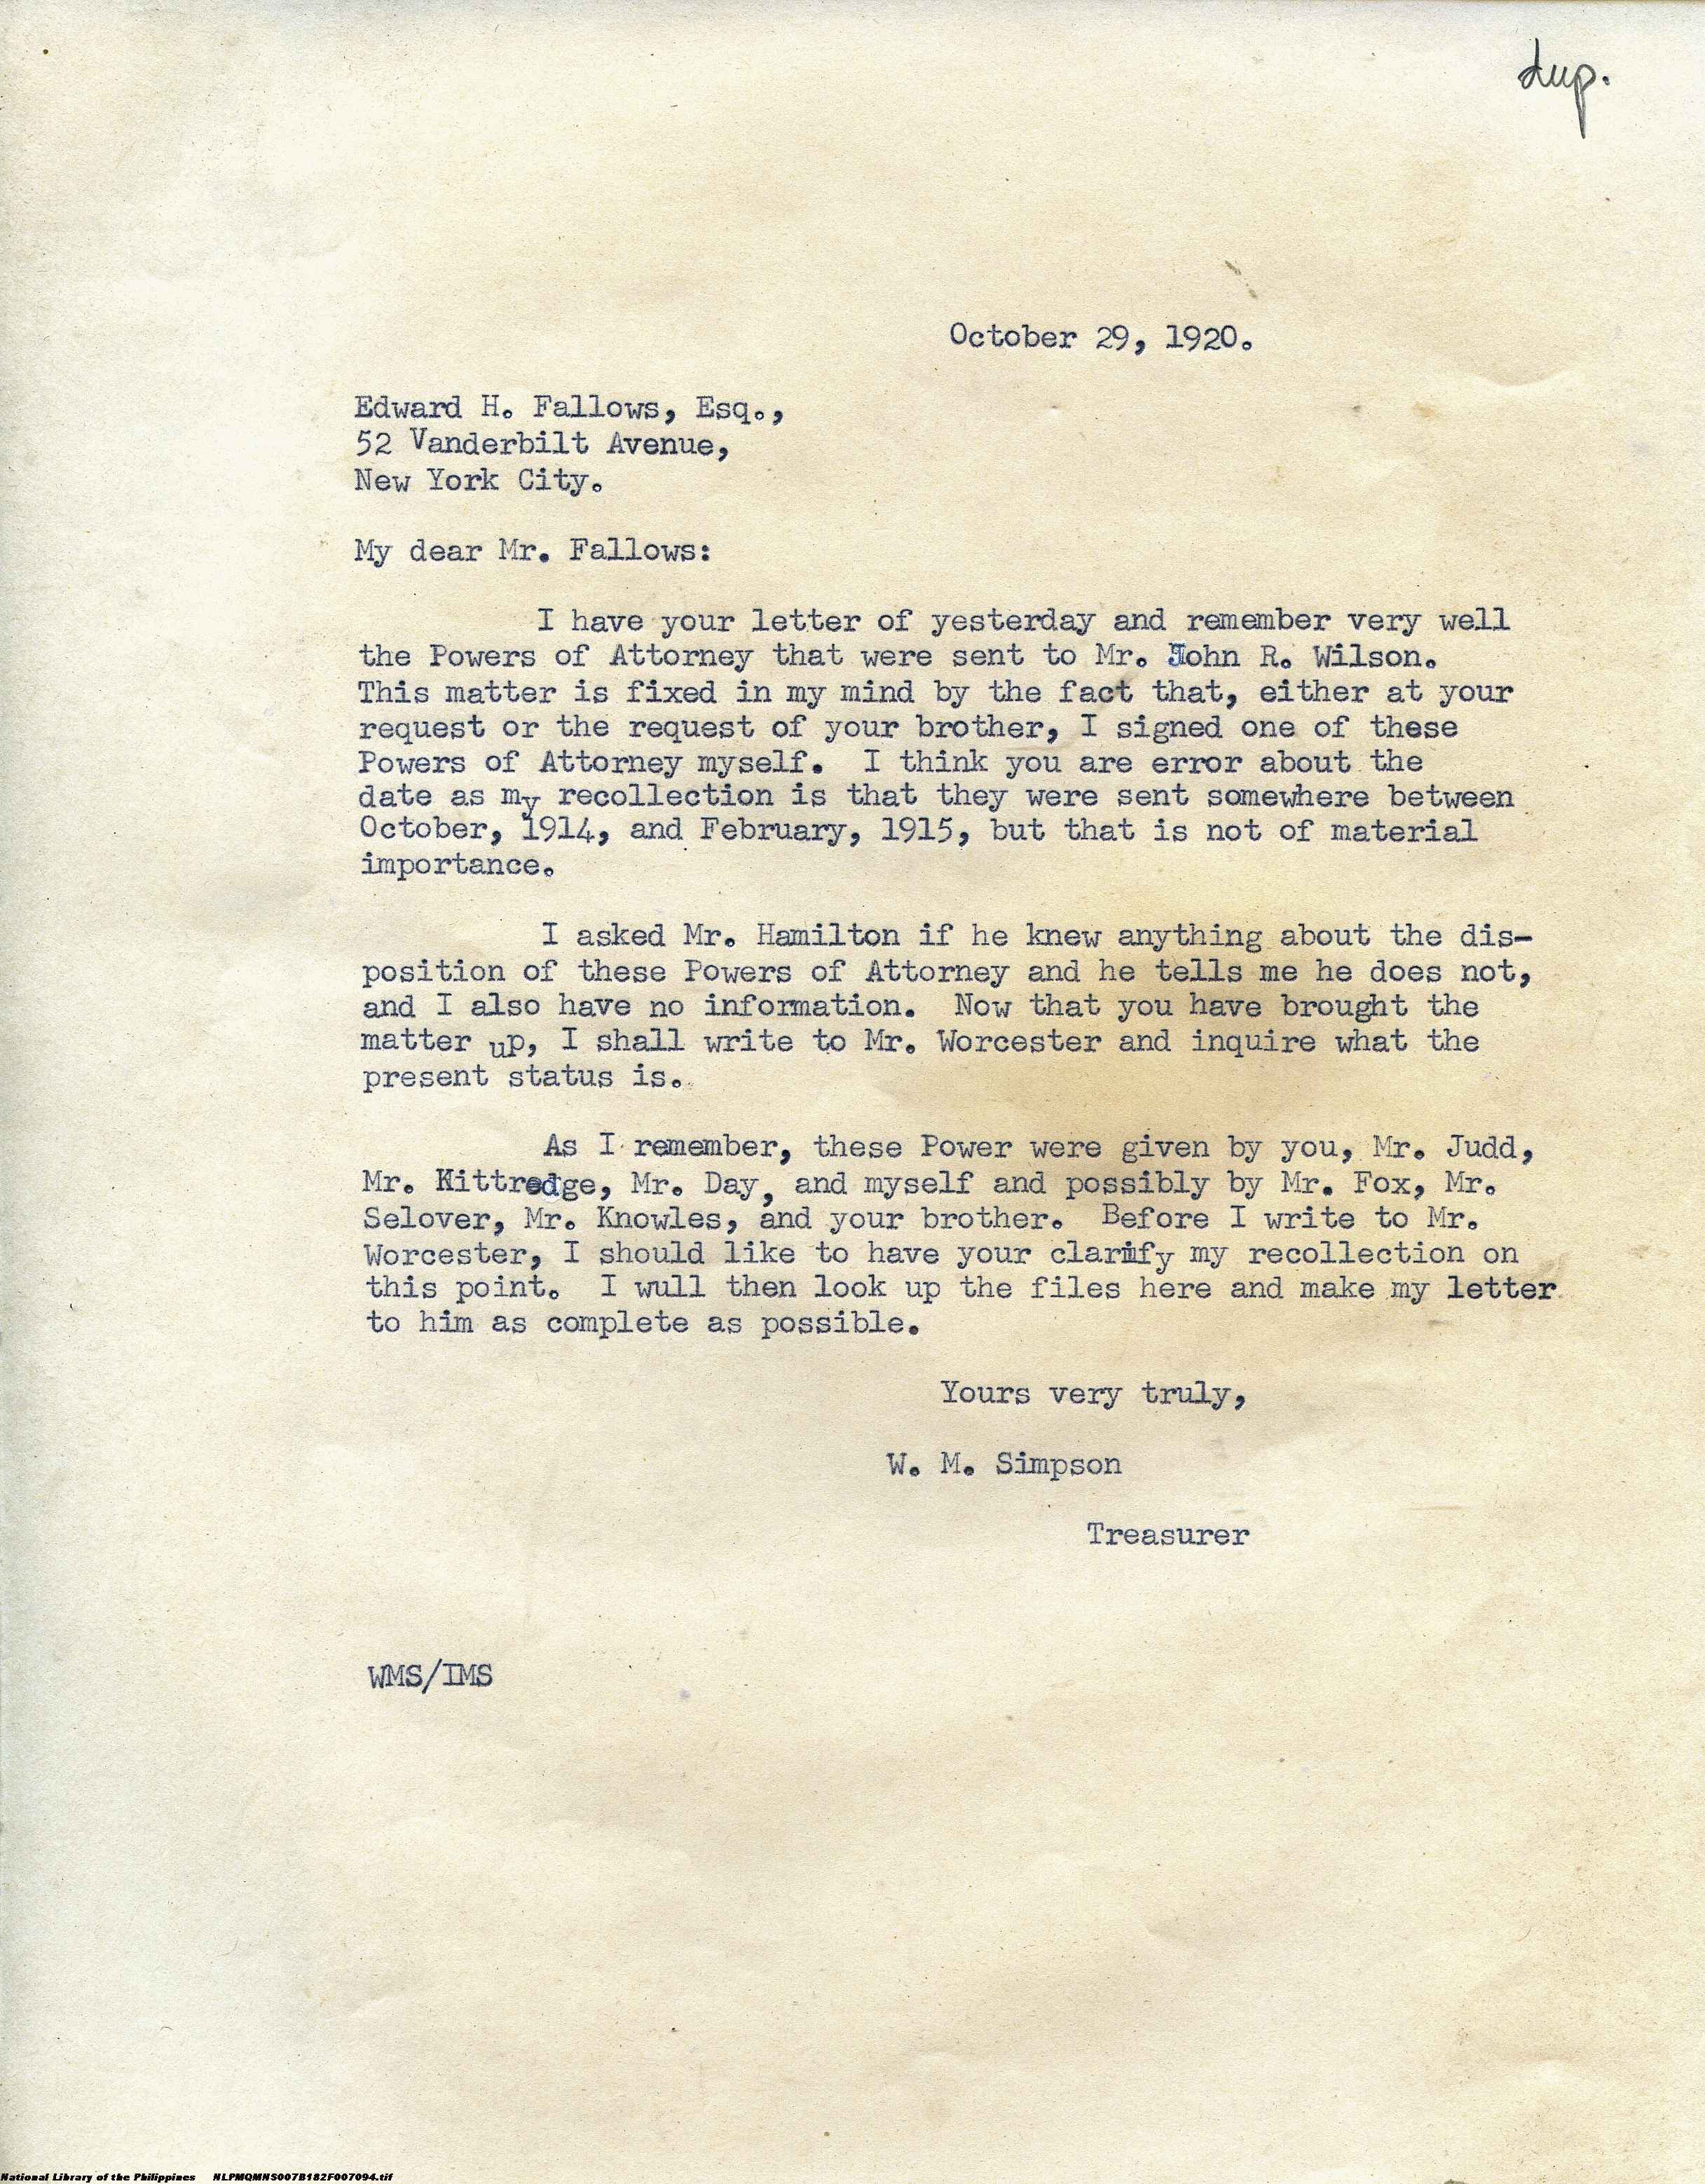 dup.
October 29, 1920.
Edward H. Fallows, Esq.,
52 Vanderbilt Avenue,
New York City.
My dear Mr. Fallows:
I have your letter of yesterday and remember very well
the Powers of Attorney that were sent to Mr. John R. Wilson.
This matter is fixed in my mind by the fact that, either at your
request or the request of your brother, I signed one of these
Powers of Attorney myself. I think you are error about the
date as my recollection is that they were sent somewhere between
October, 1914, and February, 1915, but that is not of material
importance.
I asked Mr. Hamilton if he knew anything about the dis-
position of these Powers of Attorney and he tells me he does not,
and I also have no information. Now that you have brought the
matter up, I shall write to Mr. Worcester and inquire what the
present status is.
As I remember, these Power were given by you, Mr. Judd,
Mr. Kittredge, Mr. Day, and myself and possibly by Mr. Fox, Mr.
Selover, Mr. Knowles, and your brother. Before I write to Mr.
Worcester, I should like to have your clarify my recollection on
this point. I wull then look up the files here and make my letter
to him as complete as possible.
Yours very truly,
W. M. Simpson
Treasurer
WMS/IMS
National Library of the Philippines NLPMQMNS007B182F007094.tif